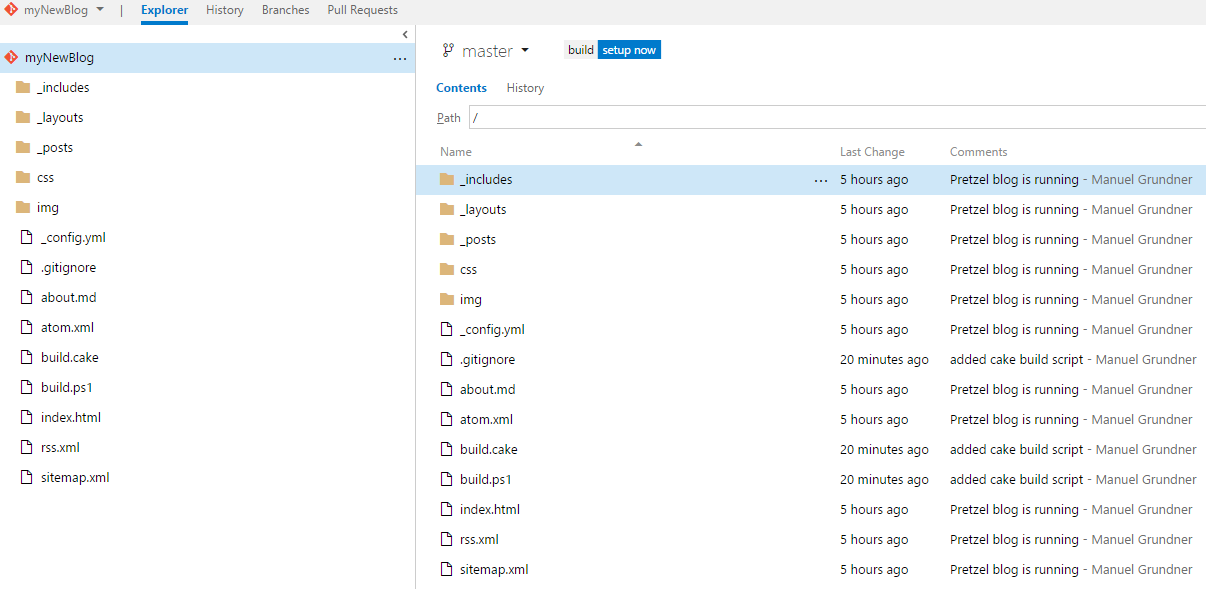 myNewBlog | Explorer History Branches Pull Requests
myNewBlog ...
_includes
_layouts
_posts
css
img
_config.yml
.gitignore
about.md
atom.xml
build.cake
build.ps1
index.html
rss.xml
sitemap.xml
master build setup now
Contents History
Path /
Name Last Change Comments
_includes ... 5 hours ago Pretzel blog is running - Manuel Grundner
_layouts 5 hours ago Pretzel blog is running - Manuel Grundner
_posts 5 hours ago Pretzel blog is running - Manuel Grundner
css 5 hours ago Pretzel blog is running - Manuel Grundner
img 5 hours ago Pretzel blog is running - Manuel Grundner
_config.yml 5 hours ago Pretzel blog is running - Manuel Grundner
.gitignore 20 minutes ago added cake build script - Manuel Grundner
about.md 5 hours ago Pretzel blog is running - Manuel Grundner
atom.xml 5 hours ago Pretzel blog is running - Manuel Grundner
build.cake 20 minutes ago added cake build script - Manuel Grundner
build.ps1 20 minutes ago added cake build script - Manuel Grundner
index.html 5 hours ago Pretzel blog is running - Manuel Grundner
rss.xml 5 hours ago Pretzel blog is running - Manuel Grundner
sitemap.xml 5 hours ago Pretzel blog is running - Manuel Grundner